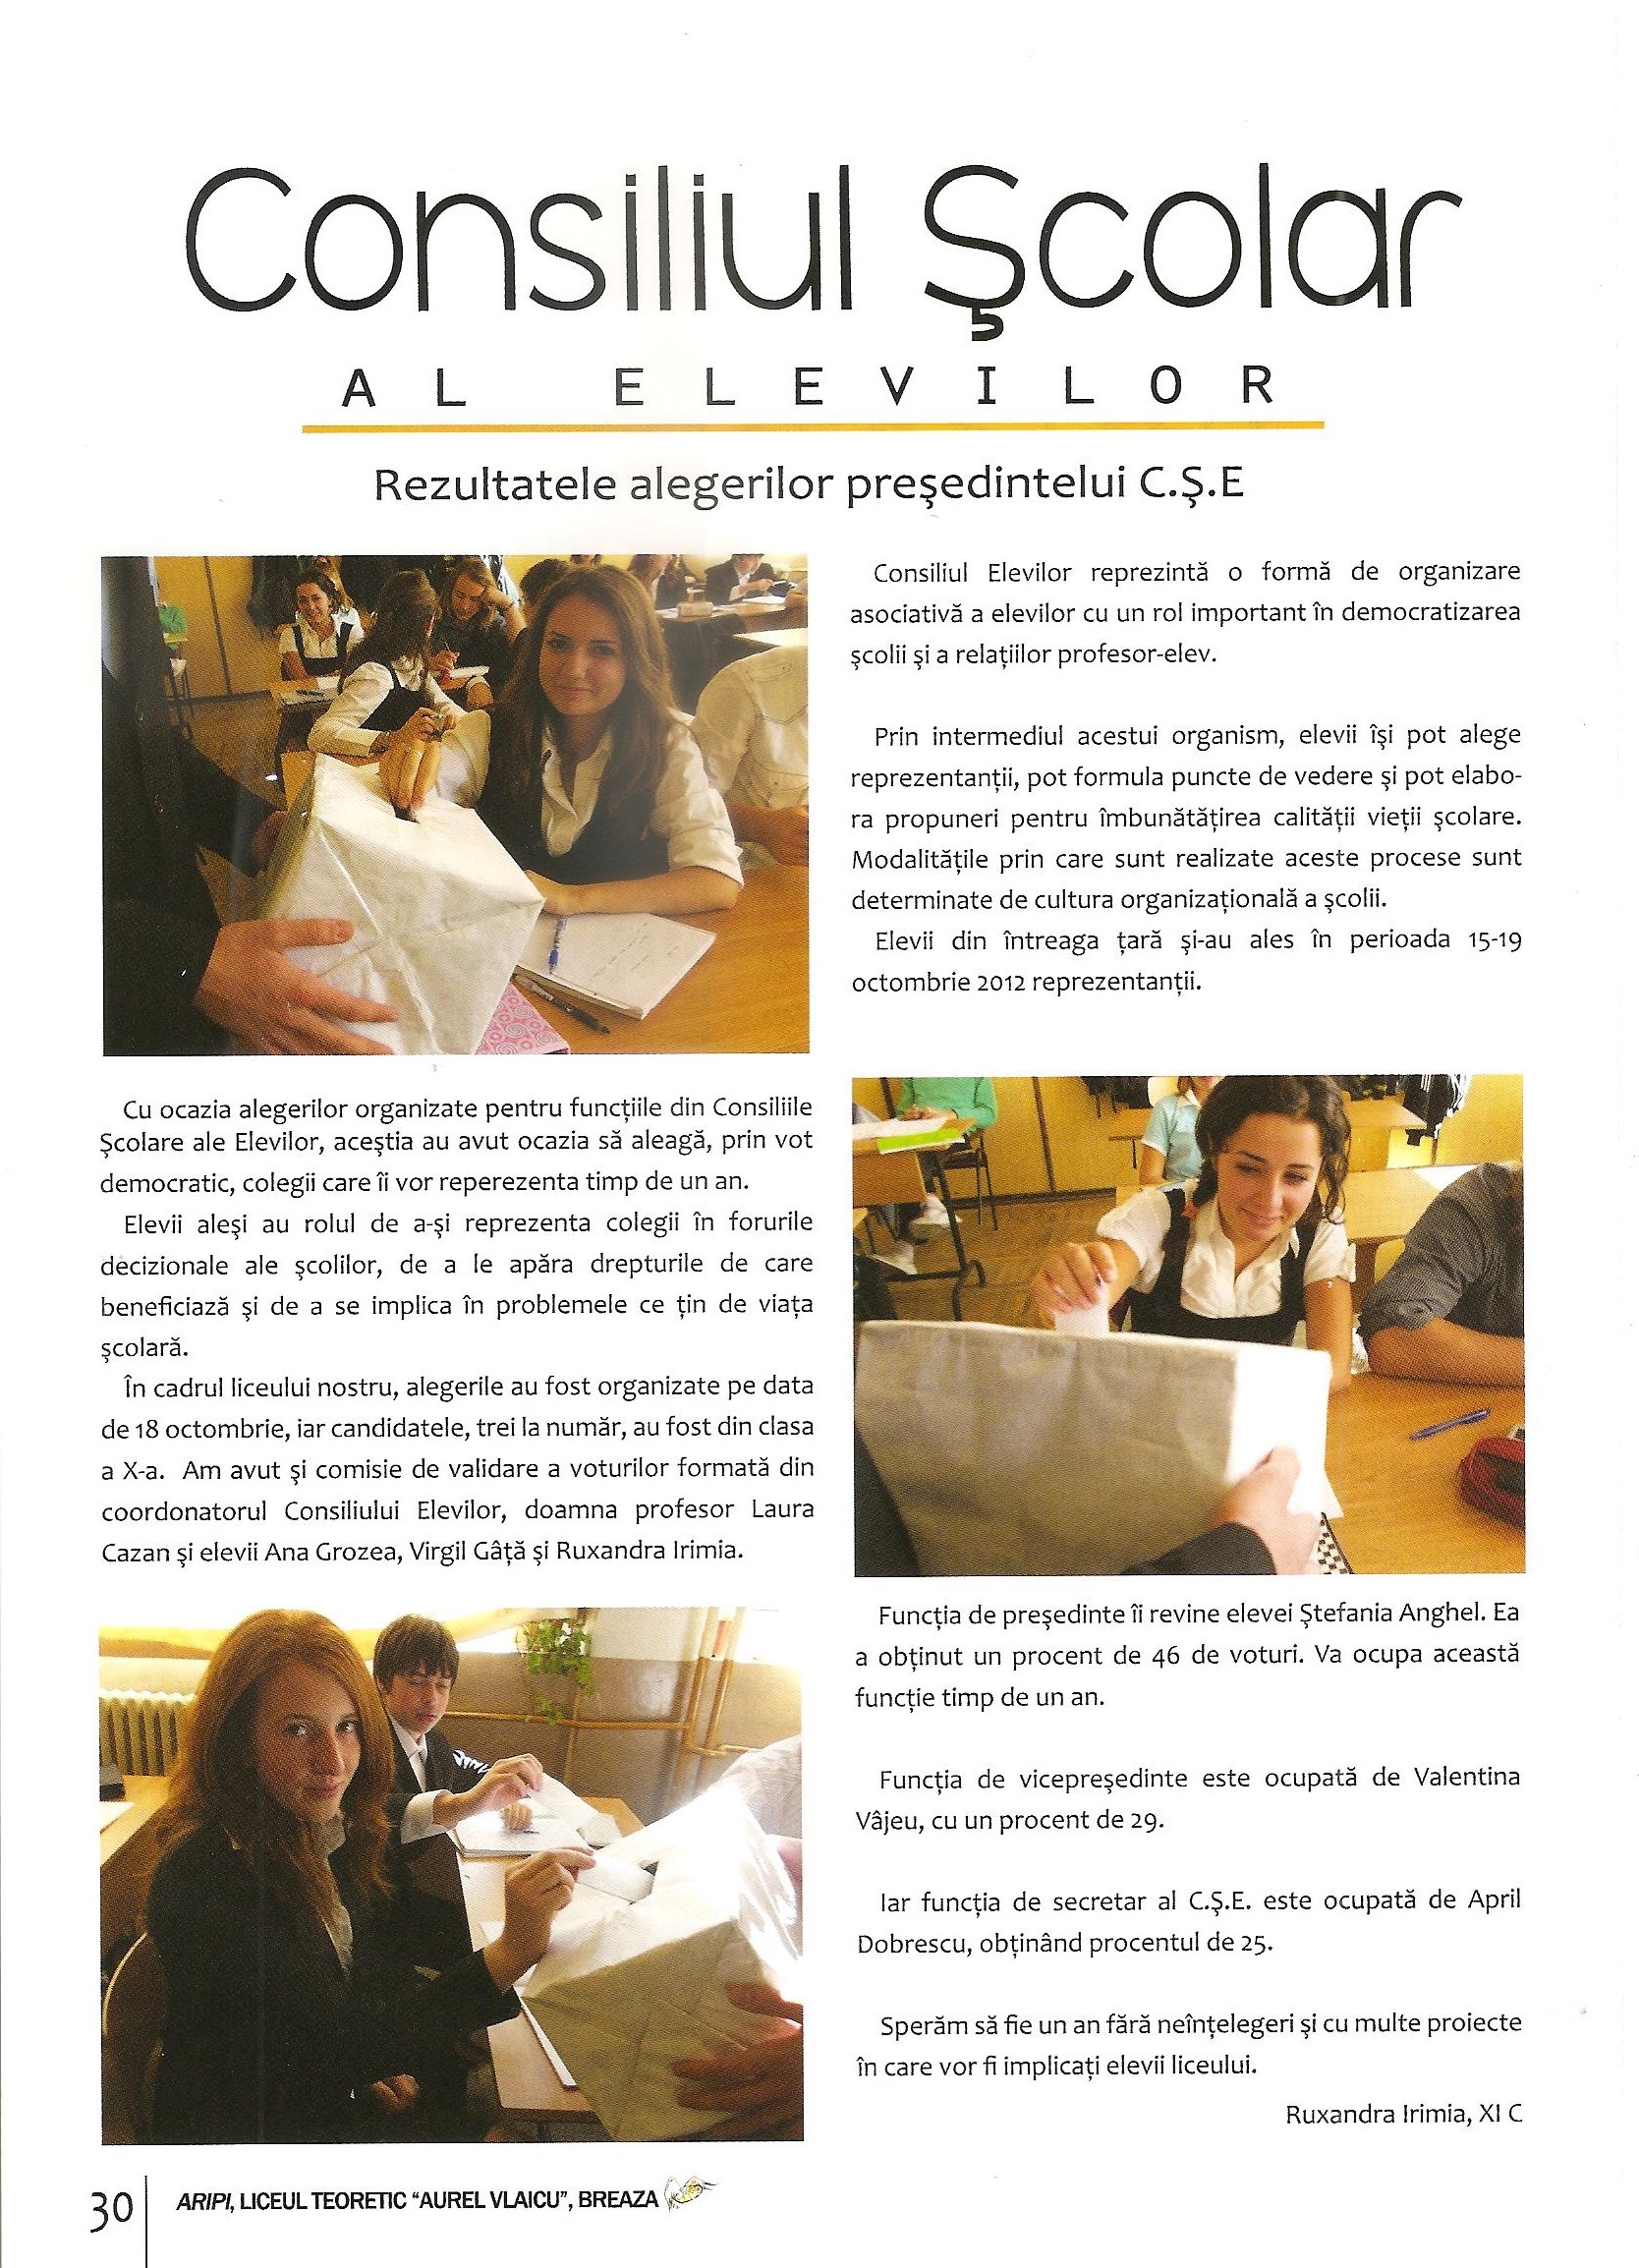 Consiliul Şcolar
AL ELEVILOR
Rezultatele alegerilor preşedintelui C.Ş.E
Consiliul Elevilor reprezintă o formă de organizare
asociativă a elevilor cu un rol important în democratizarea
şcolii şi a relaţiilor profesor-elev.
Prin intermediul acestui organism, elevii îşi pot alege
reprezentanţii, pot formula puncte de vedere şi pot elabo-
ra propuneri pentru îmbunătăţirea calităţii vieţii şcolare.
Modalităţile prin care sunt realizate aceste procese sunt
determinate de cultura organizaţională a şcolii.
Elevii din întreaga ţară şi-au ales în perioada 15-19
octombrie 2012 reprezentanţii.
Cu ocazia alegerilor organizate pentru funcţiile din Consiliile
Şcolare ale Elevilor, aceştia au avut ocazia să aleagă, prin vot
democratic, colegii care îi vor reperezenta timp de un an.
Elevii aleşi au rolul de a-şi reprezenta colegii în forurile
decizionale ale şcolilor, de a le apăra drepturile de care
beneficiază şi de a se implica în problemele ce ţin de viaţa
şcolară.
În cadrul liceului nostru, alegerile au fost organizate pe data
de 18 octombrie, iar candidatele, trei la număr, au fost din clasa
a X-a. Am avut şi comisie de validare a voturilor formată din
coordonatorul Consiliului Elevilor, doamna profesor Laura
Cazan şi elevii Ana Grozea, Virgil Gâţă şi Ruxandra Irimia.
Funcţia de preşedinte îi revine elevei Ştefania Anghel. Ea
a obţinut un procent de 46 de voturi. Va ocupa această
funcţie timp de un an.
Funcţia de vicepreşedinte este ocupată de Valentina
Vâjeu, cu un procent de 29.
Iar funcţia de secretar al C.Ş.E. este ocupată de April
Dobrescu, obţinând procentul de 25.
Sperăm să fie un an fără neînţelegeri şi cu multe proiecte
în care vor fi implicaţi elevii liceului.
Ruxandra Irimia, XI C
30
ARIPI, LICEUL TEORETIC “AUREL VLAICU”, BREAZA